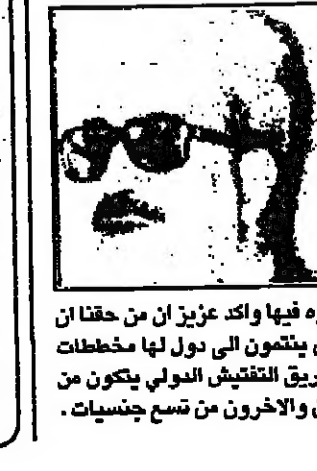 ره فيها واكد عزيز ان من حقنا ان
ينتمون الى دول لها مخططات
ريق التفتيش الدولي يتكون من
والاخرون من تسع جنسيات .